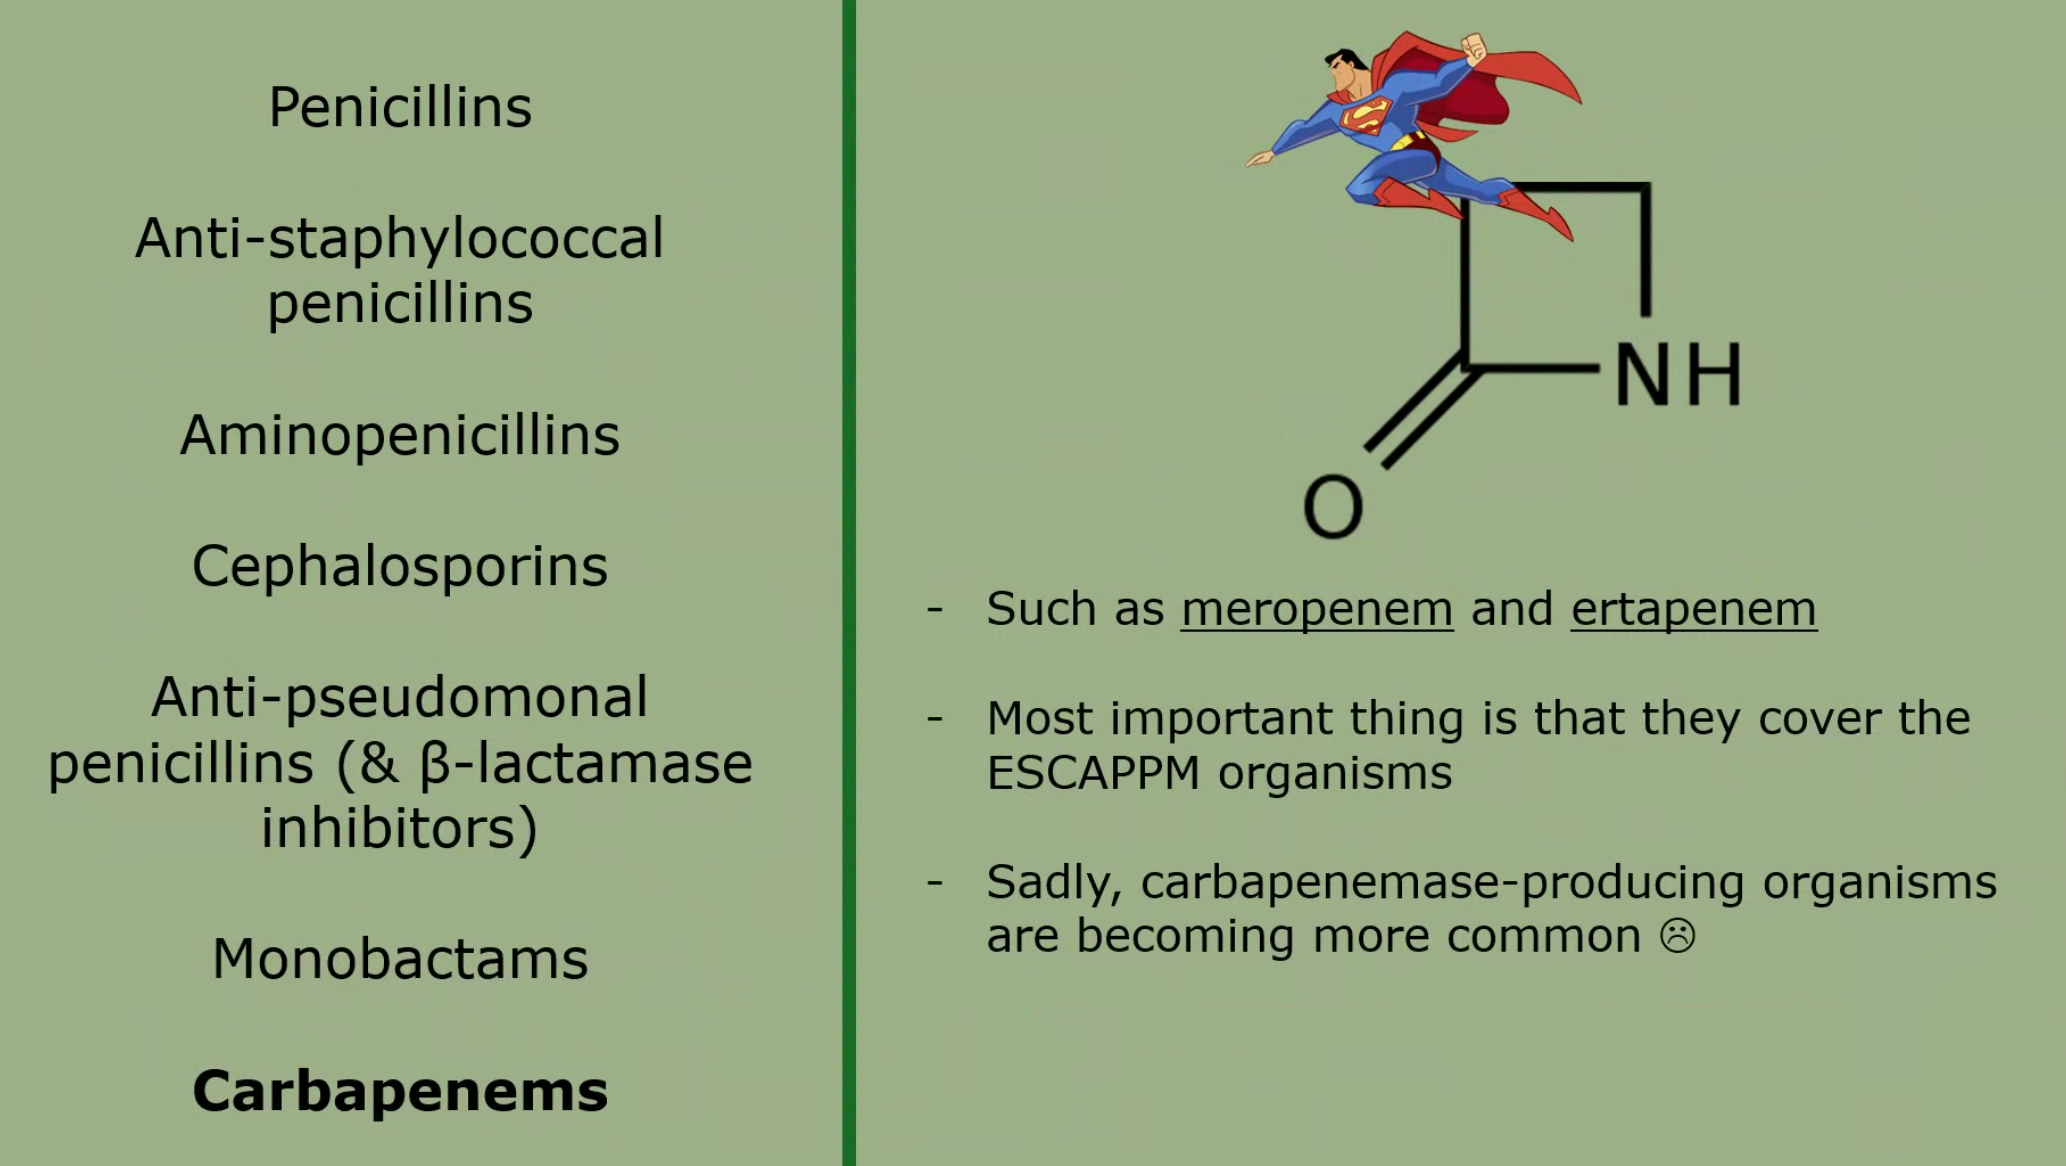 Penicillins
Anti-staphylococcal
penicillins
Aminopenicillins
Cephalosporins
Anti-pseudomonal
penicillins (& β-lactamase
inhibitors)
Monobactams
Carbapenems
S
NH
O
- Such as meropenem and ertapenem
- Most important thing is that they cover the
ESCAPPM organisms
- Sadly, carbapenemase-producing organisms
are becoming more common ☹